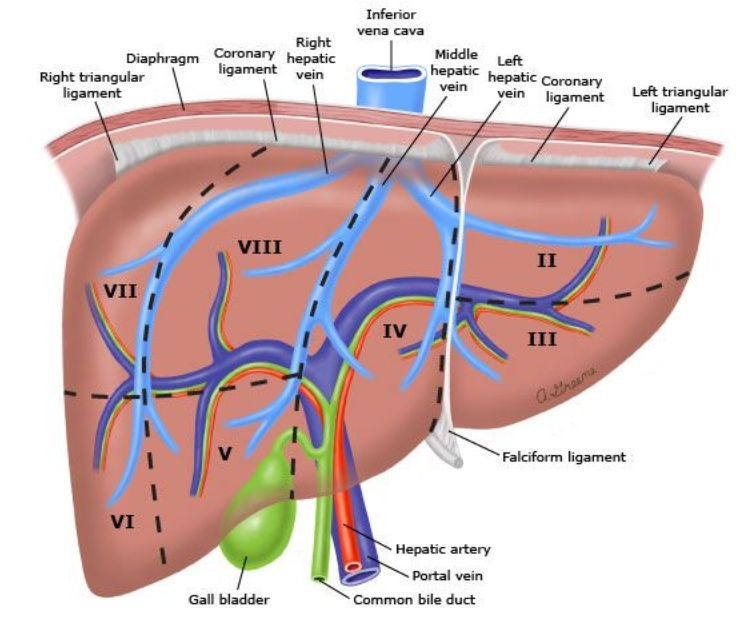 Inferior
vena cava
Right
hepatic
vein
Middle
hepatic
vein
Left
hepatic
vein
Coronary
ligament
Diaphragm
Coronary
ligament
Right triangular
ligament
Left triangular
ligament
VIII
VII
II
IV
III
A. Greene
V
VI
Falciform ligament
Hepatic artery
Portal vein
Gall bladder
Common bile duct